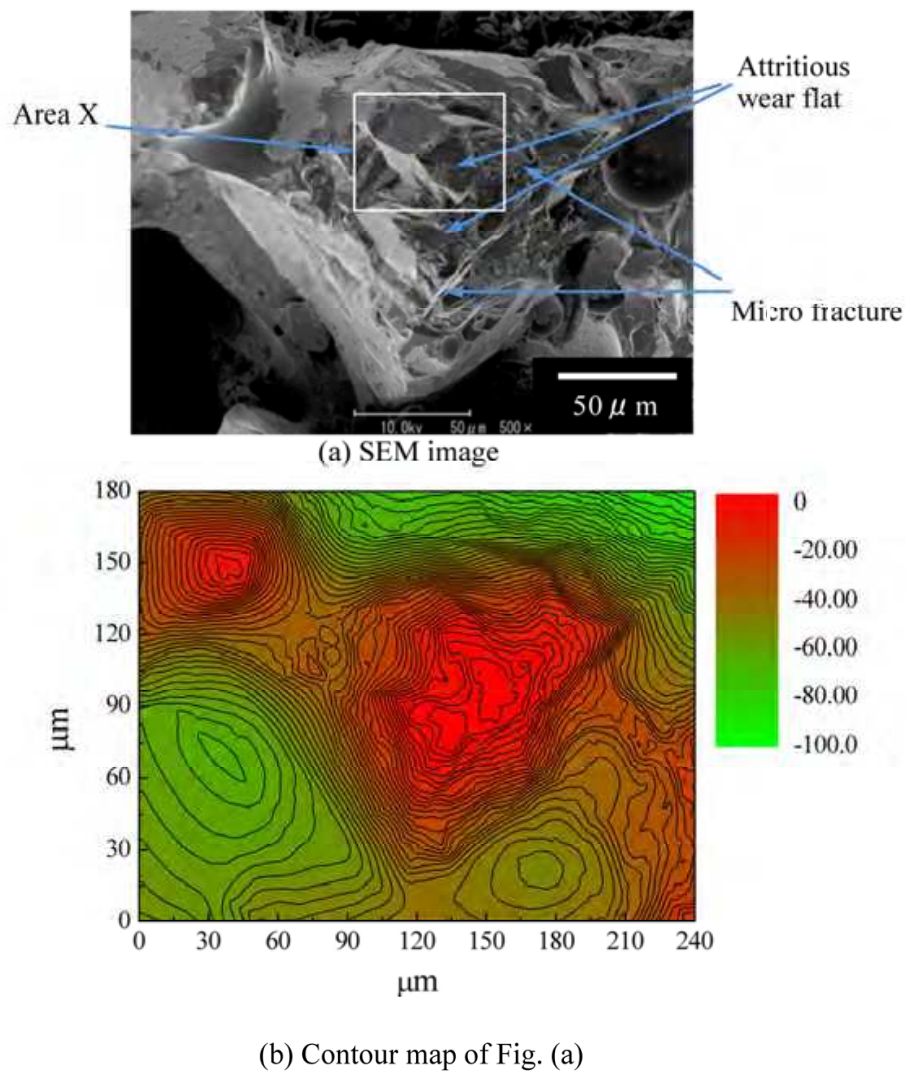 Attritious
wear flat
Area X
Micro fracture
50 μ m
10.0kv 50μm 500×
(a) SEM image
180
150
120
90
60
30
0
μm
0 30 60 90 120 150 180 210 240
μm
0
-20.00
-40.00
-60.00
-80.00
-100.0
(b) Contour map of Fig. (a)